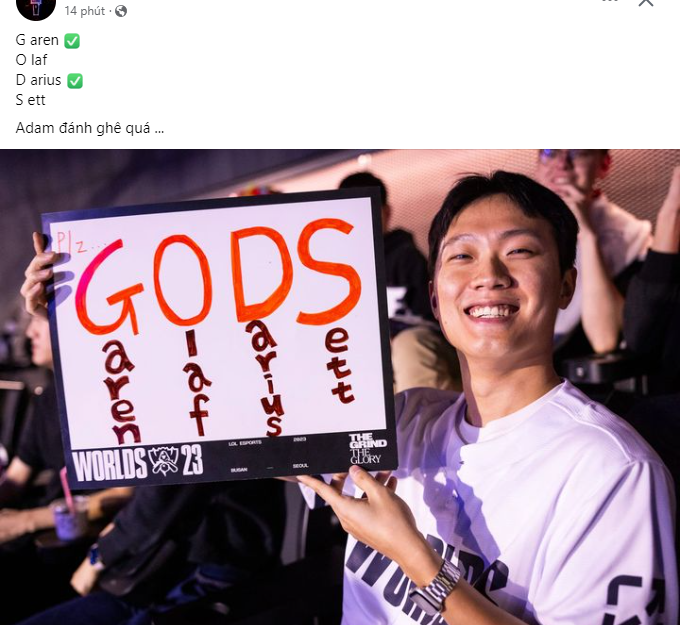 14 phút
G aren ✅
O laf
D arius ✅
S ett
Adam đánh ghê quá ...
Plz...
GODS
aren
laf
arius
ett
LOL ESPORTS 2023
WORLDS 23
BUSAN — SEOUL
THE
GRIND
THE
GLORY
WORLDS